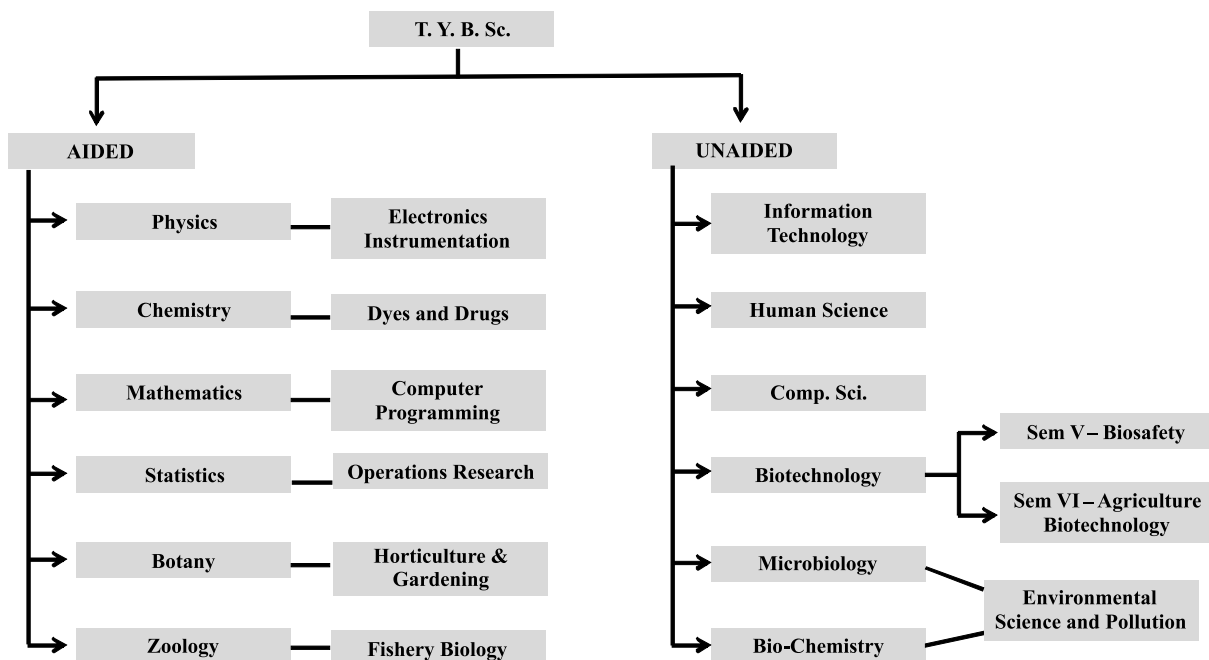 T. Y. B. Sc.
AIDED
Physics
Electronics
Instrumentation
Chemistry
Dyes and Drugs
Mathematics
Computer
Programming
Statistics
Operations Research
Botany
Horticulture &
Gardening
Zoology
Fishery Biology
UNAIDED
Information
Technology
Human Science
Comp. Sci.
Biotechnology
Sem V – Biosafety
Sem VI – Agriculture
Biotechnology
Microbiology
Bio-Chemistry
Environmental
Science and Pollution